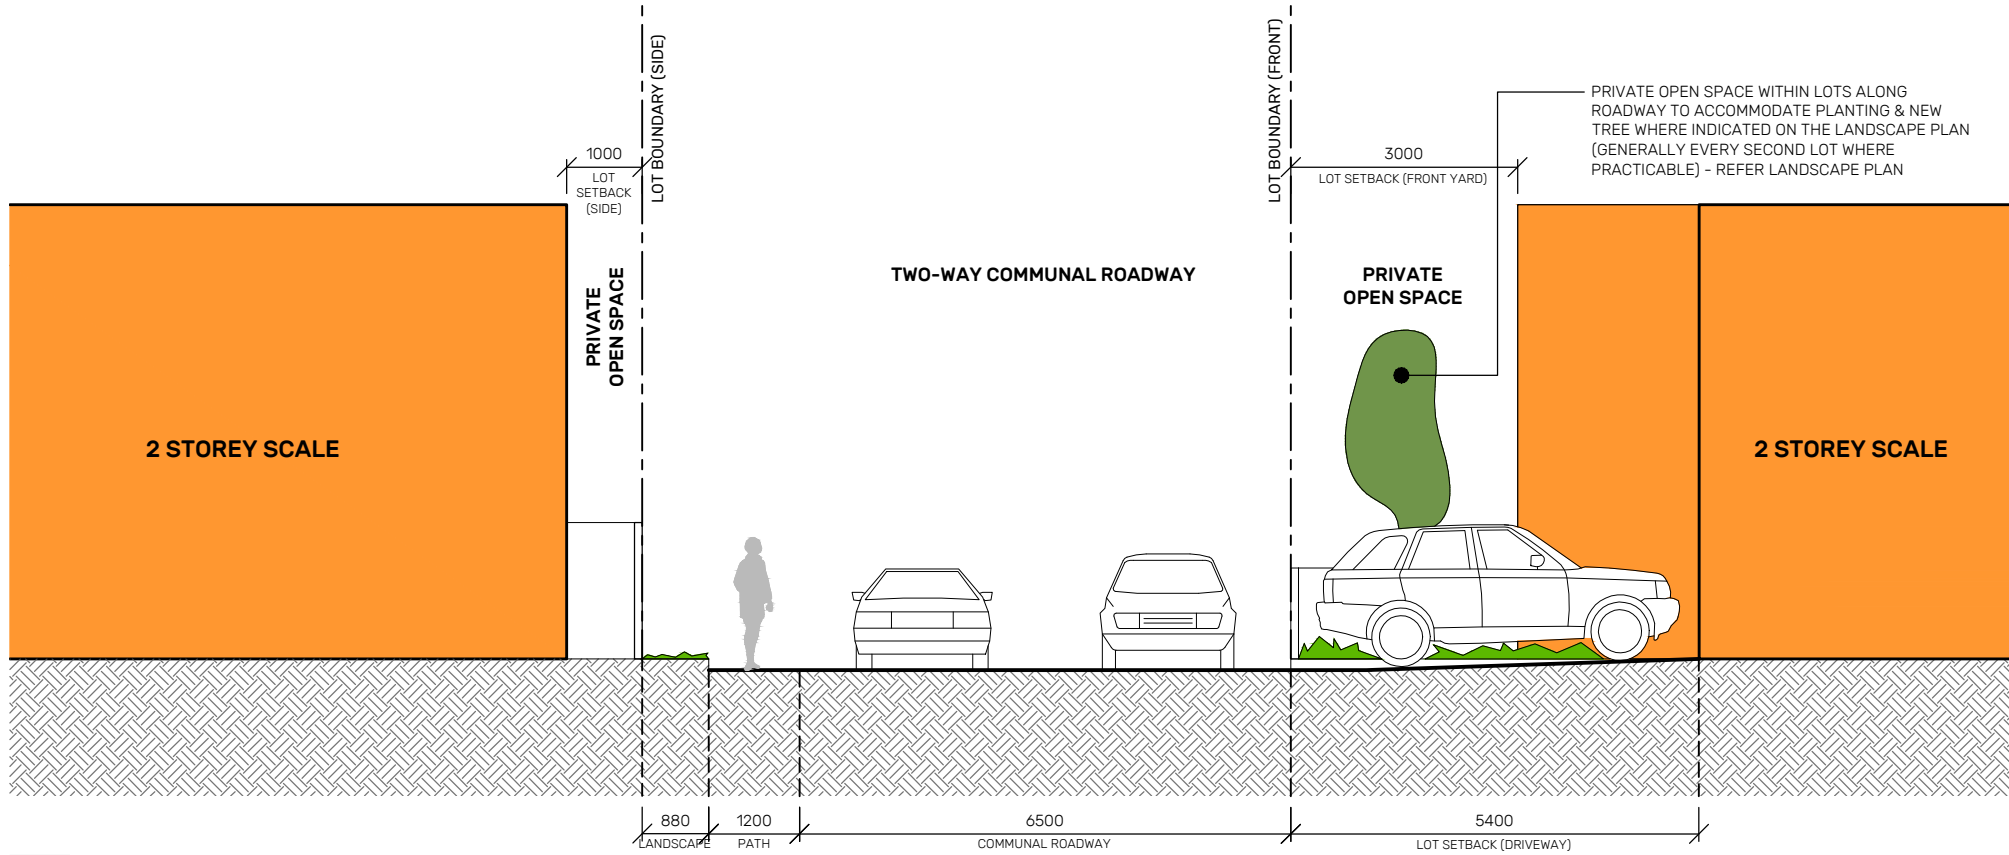 LOT BOUNDARY (SIDE)
LOT BOUNDARY (FRONT)
PRIVATE OPEN SPACE WITHIN LOTS ALONG
ROADWAY TO ACCOMMODATE PLANTING & NEW
TREE WHERE INDICATED ON THE LANDSCAPE PLAN
(GENERALLY EVERY SECOND LOT WHERE
PRACTICABLE) - REFER LANDSCAPE PLAN
1000
LOT
SETBACK
(SIDE)
3000
LOT SETBACK (FRONT YARD)
PRIVATE
OPEN SPACE
TWO-WAY COMMUNAL ROADWAY
PRIVATE
OPEN SPACE
2 STOREY SCALE
2 STOREY SCALE
880
LANDSCAPE
1200
PATH
6500
COMMUNAL ROADWAY
5400
LOT SETBACK (DRIVEWAY)